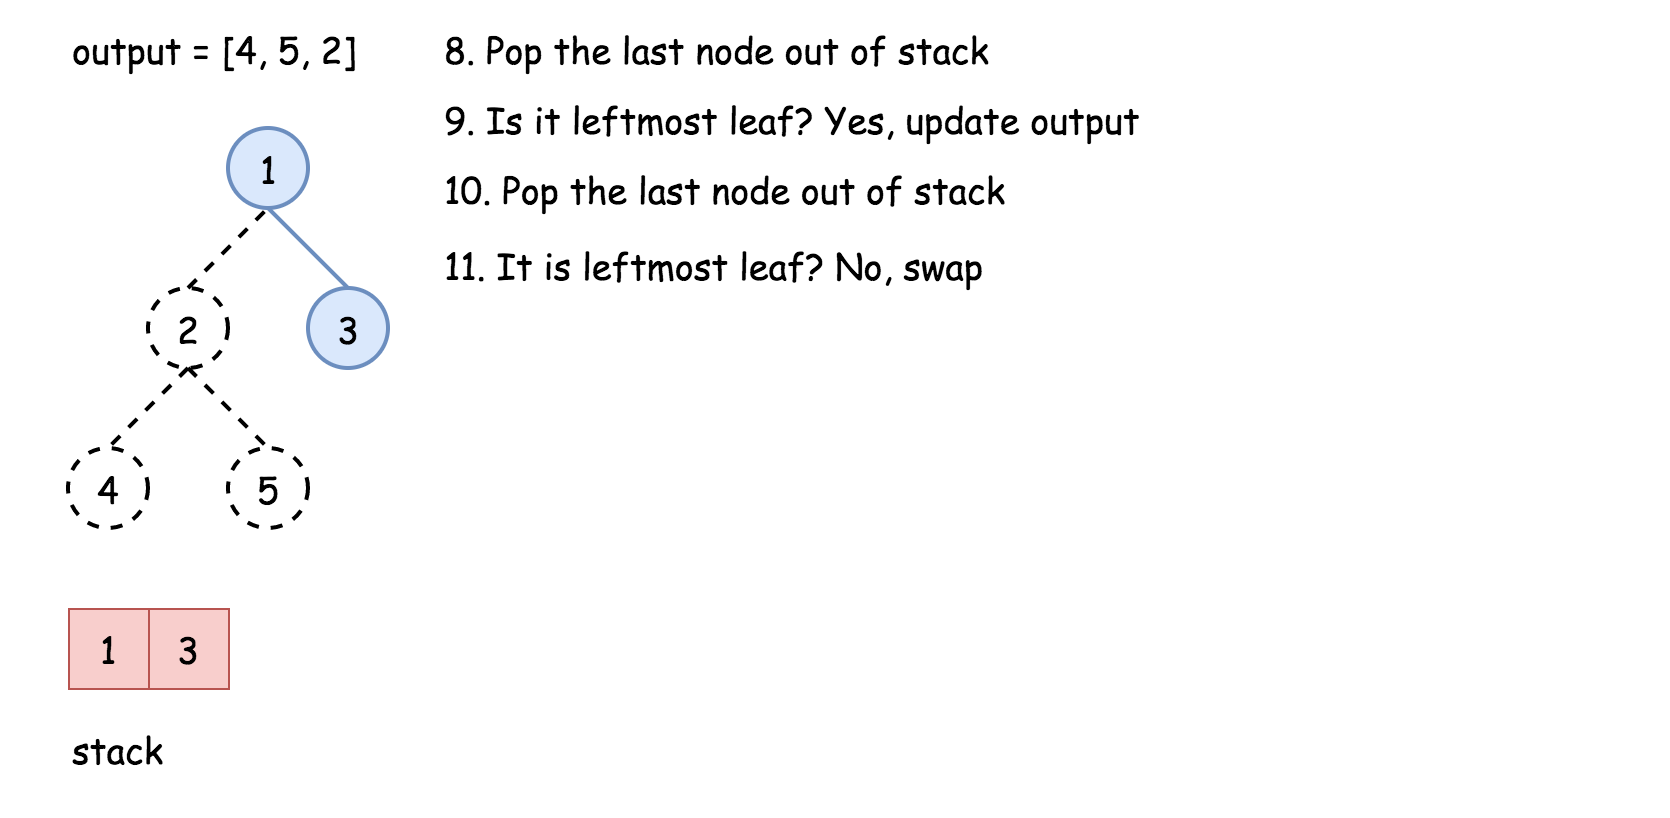 output = [4, 5, 2]
8. Pop the last node out of stack
9. Is it leftmost leaf? Yes, update output
10. Pop the last node out of stack
11. It is leftmost leaf? No, swap
1
2
3
4
5
1 3
stack